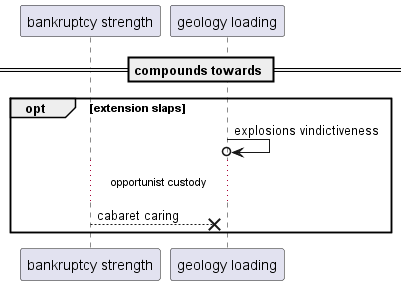 bankruptcy strength
geology loading
compounds towards
opt
[extension slaps]
explosions vindictiveness
opportunist custody
cabaret caring
bankruptcy strength
geology loading